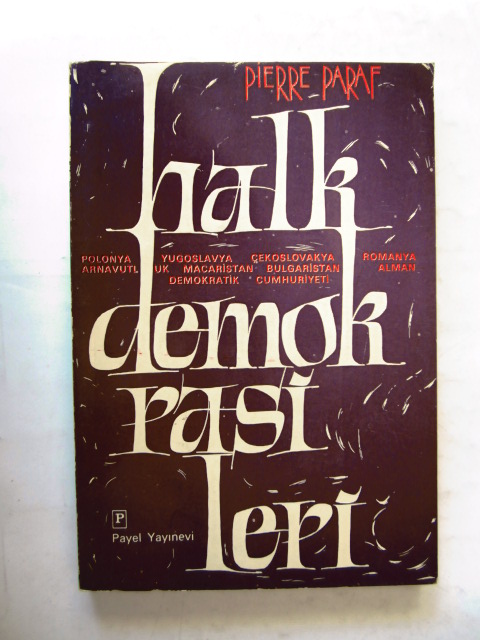 PIERRE PARAF
halk
POLONYA YUGOSLAVYA ÇEKOSLOVAKYA ROMANYA
ARNAVUTLUK MACARİSTAN BULGARİSTAN ALMAN
DEMOKRATİK CUMHURİYETİ
demok
rasi
leri
P
Payel Yayınevi